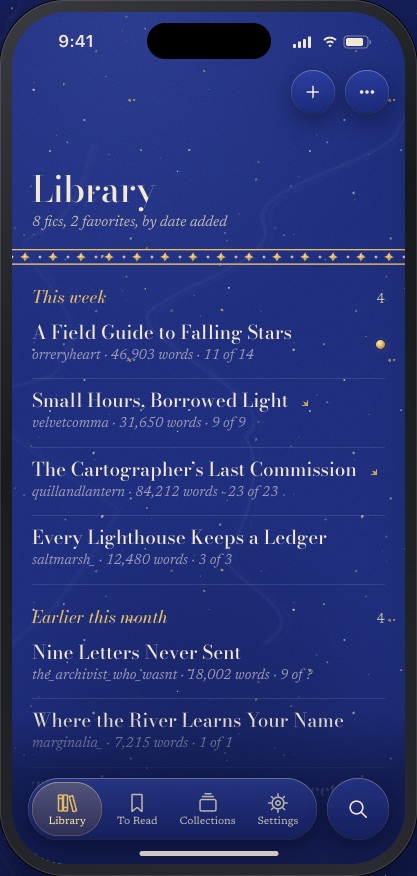 9:41
Library
8 fics, 2 favorites, by date added
This week 4
A Field Guide to Falling Stars
orreryheart · 46,903 words · 11 of 14
Small Hours, Borrowed Light
velvetcomma · 31,650 words · 9 of 9
The Cartographer's Last Commission
quillandlantern · 84,212 words · 23 of 23
Every Lighthouse Keeps a Ledger
saltmarsh_ · 12,480 words · 3 of 3
Earlier this month 4
Nine Letters Never Sent
the_archivist_who_wasnt · 18,002 words · 9 of ?
Where the River Learns Your Name
marginalia_ · 7,215 words · 1 of 1
Library To Read Collections Settings